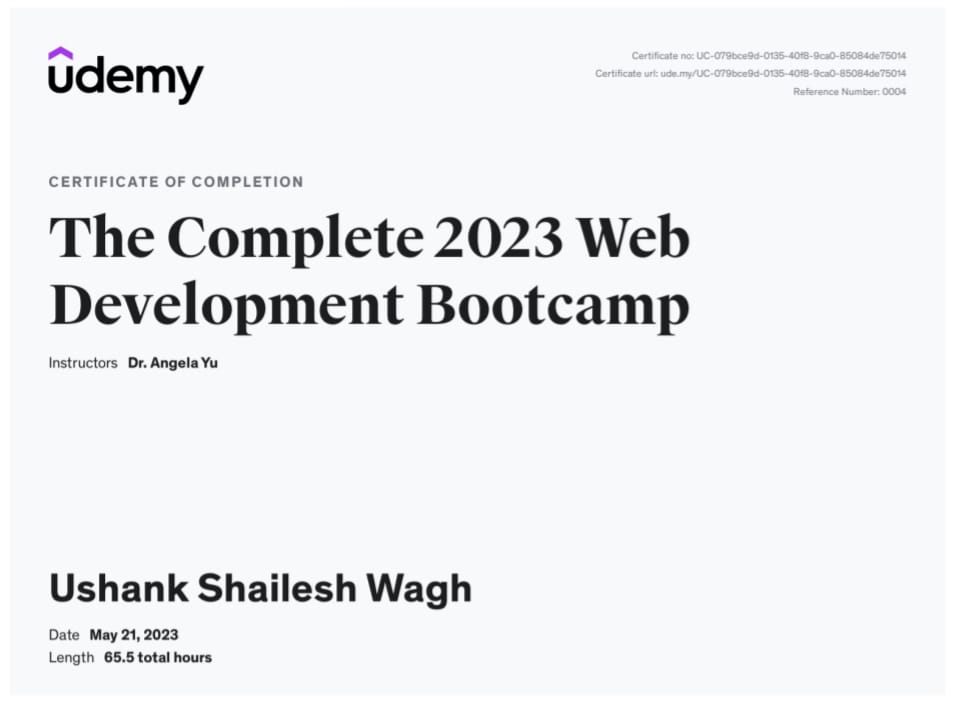 udemy
Certificate no: UC-079bce9d-0135-40f8-9ca0-85084de75014
Certificate url: ude.my/UC-079bce9d-0135-40f8-9ca0-85084de75014
Reference Number: 0004
CERTIFICATE OF COMPLETION
The Complete 2023 Web
Development Bootcamp
Instructors Dr. Angela Yu
Ushank Shailesh Wagh
Date May 21, 2023
Length 65.5 total hours